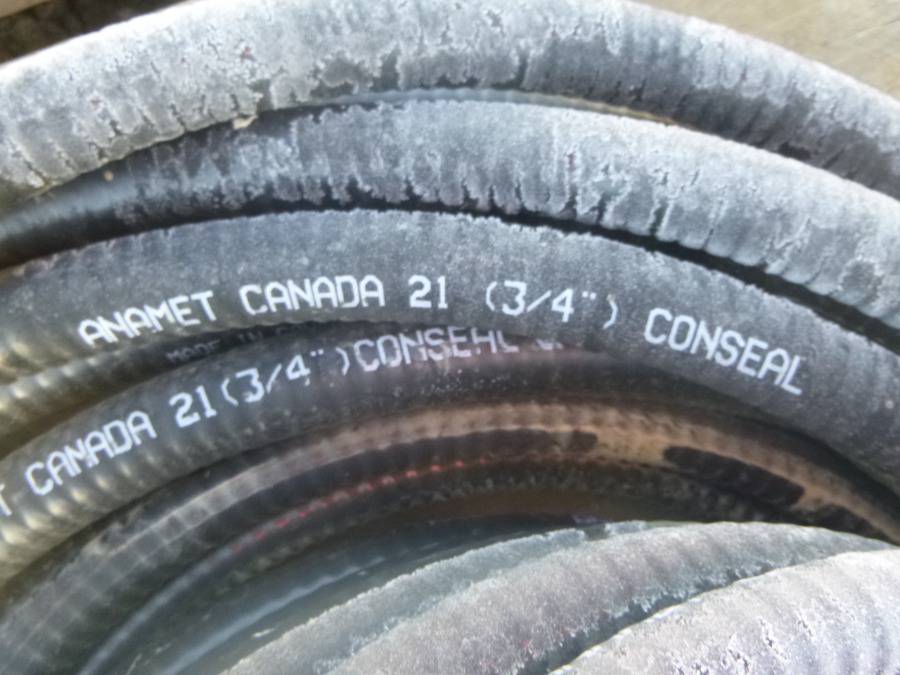 ANAMET CANADA 21 (3/4") CONSEAL
MADE IN
CONSEAL
T CANADA 21(3/4")